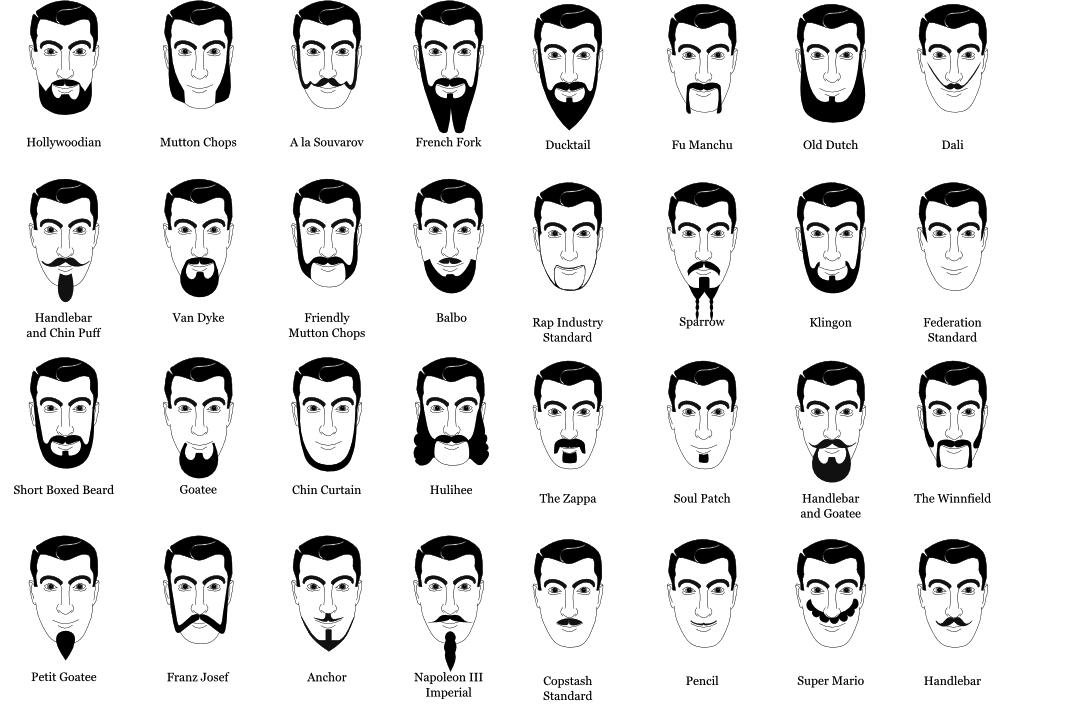 Hollywoodian
Mutton Chops
A la Souvarov
French Fork
Ducktail
Fu Manchu
Old Dutch
Dali
Handlebar
and Chin Puff
Van Dyke
Friendly
Mutton Chops
Balbo
Rap Industry
Standard
Sparrow
Klingon
Federation
Standard
Short Boxed Beard
Goatee
Chin Curtain
Hulihee
The Zappa
Soul Patch
Handlebar
and Goatee
The Winnfield
Petit Goatee
Franz Josef
Anchor
Napoleon III
Imperial
Copstash
Standard
Pencil
Super Mario
Handlebar